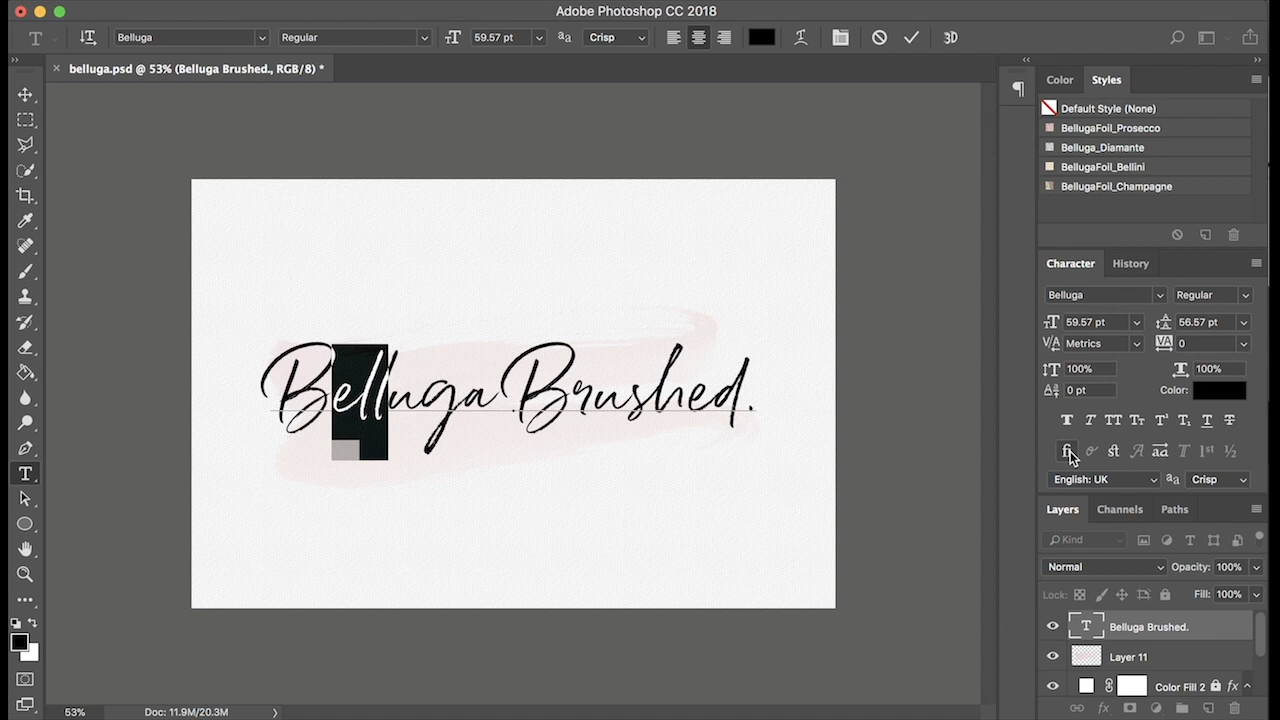 Adobe Photoshop CC 2018
T Belluga Regular 59.57 pt Crisp 3D
belluga.psd @ 53% (Belluga Brushed., RGB/8) *
Color Styles
Default Style (None)
BellugaFoil_Prosecco
Belluga_Diamante
BellugaFoil_Bellini
BellugaFoil_Champagne
Belluga Brushed.
Character History
Belluga Regular
59.57 pt 56.57 pt
Metrics 0
100% 100%
0 pt Color:
English: UK Crisp
Layers Channels Paths
Kind
Normal Opacity: 100%
Lock: Fill: 100%
Belluga Brushed.
Layer 11
Color Fill 2 fx
53% Doc: 11.9M/20.3M